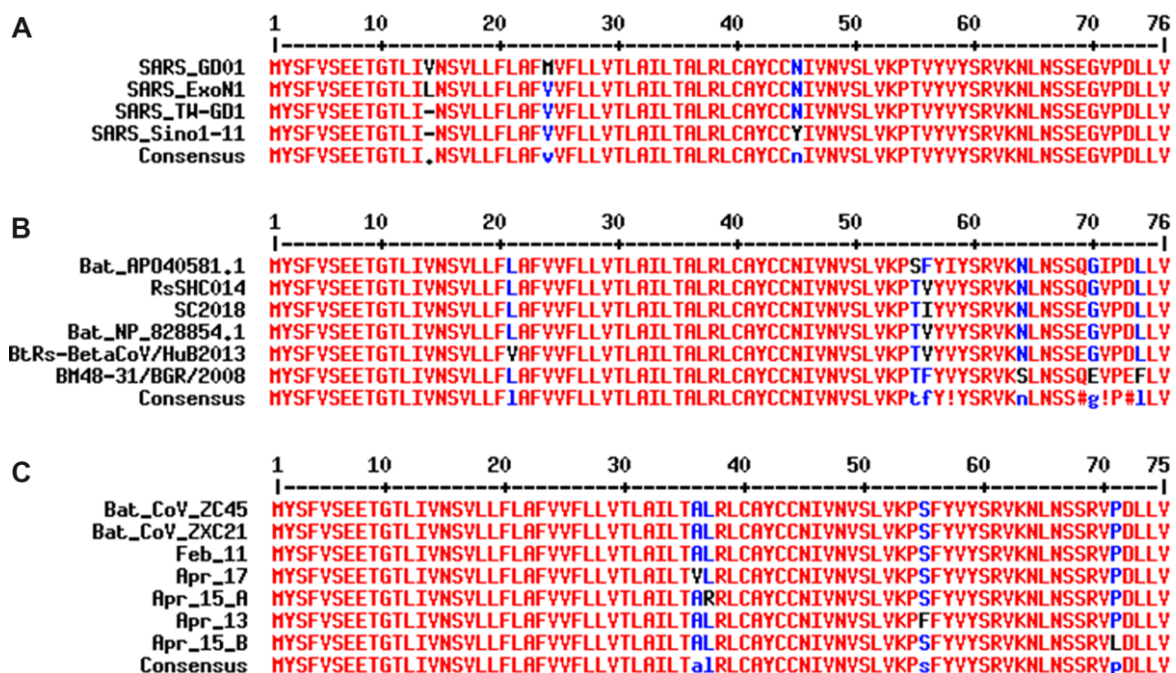 A
1 10 20 30 40 50 60 70 76
|--------+---------+---------+---------+---------+---------+---------+-----|
SARS_GD01 MYSFVSEETGTLIVNSVLLFLAFMVFLLVTLAILTALRLCAYCCNIVNVSLVKPTVYVYSRVKNLNSSEGVPDLLV
SARS_ExoN1 MYSFVSEETGTLILNSVLLFLAFVVFLLVTLAILTALRLCAYCCNIVNVSLVKPTVYVYSRVKNLNSSEGVPDLLV
SARS_TW-GD1 MYSFVSEETGTLI-NSVLLFLAFVVFLLVTLAILTALRLCAYCCNIVNVSLVKPTVYVYSRVKNLNSSEGVPDLLV
SARS_Sino1-11 MYSFVSEETGTLI-NSVLLFLAFVVFLLVTLAILTALRLCAYCCYIVNVSLVKPTVYVYSRVKNLNSSEGVPDLLV
Consensus MYSFVSEETGTLI.NSVLLFLAFvVFLLVTLAILTALRLCAYCCnIVNVSLVKPTVYVYSRVKNLNSSEGVPDLLV
B
1 10 20 30 40 50 60 70 76
|--------+---------+---------+---------+---------+---------+---------+-----|
Bat_APO40581.1 MYSFVSEETGTLIVNSVLLFLAFVVFLLVTLAILTALRLCAYCCNIVNVSLVKPSFYIYSRVKNLNSSQGIPDLLV
RsSHC014 MYSFVSEETGTLIVNSVLLFLAFVVFLLVTLAILTALRLCAYCCNIVNVSLVKPTVYVYSRVKNLNSSQGVPDLLV
SC2018 MYSFVSEETGTLIVNSVLLFLAFVVFLLVTLAILTALRLCAYCCNIVNVSLVKPTIYVYSRVKNLNSSEGVPDLLV
Bat_NP_828854.1 MYSFVSEETGTLIVNSVLLFLAFVVFLLVTLAILTALRLCAYCCNIVNVSLVKPTVYVYSRVKNLNSSEGVPDLLV
BtRs-BetaCoV/HuB2013 MYSFVSEETGTLIVNSVLLFVAFVVFLLVTLAILTALRLCAYCCNIVNVSLVKPTVYVYSRVKNLNSSEGVPDLLV
BM48-31/BGR/2008 MYSFVSEETGTLIVNSVLLFLAFVVFLLVTLAILTALRLCAYCCNIVNVSLVKPTFYVYSRVKSLNSSQEVPEFLV
Consensus MYSFVSEETGTLIVNSVLLFlAFVVFLLVTLAILTALRLCAYCCNIVNVSLVKPtfY!YSRVKnLNSS#g!P#lLV
C
1 10 20 30 40 50 60 70 75
|--------+---------+---------+---------+---------+---------+---------+----|
Bat_CoV_ZC45 MYSFVSEETGTLIVNSVLLFLAFVVFLLVTLAILTALRLCAYCCNIVNVSLVKPSFYVYSRVKNLNSSRVPDLLV
Bat_CoV_ZXC21 MYSFVSEETGTLIVNSVLLFLAFVVFLLVTLAILTALRLCAYCCNIVNVSLVKPSFYVYSRVKNLNSSRVPDLLV
Feb_11 MYSFVSEETGTLIVNSVLLFLAFVVFLLVTLAILTALRLCAYCCNIVNVSLVKPSFYVYSRVKNLNSSRVPDLLV
Apr_17 MYSFVSEETGTLIVNSVLLFLAFVVFLLVTLAILTVLRLCAYCCNIVNVSLVKPSFYVYSRVKNLNSSRVPDLLV
Apr_15_A MYSFVSEETGTLIVNSVLLFLAFVVFLLVTLAILTARRLCAYCCNIVNVSLVKPSFYVYSRVKNLNSSRVPDLLV
Apr_13 MYSFVSEETGTLIVNSVLLFLAFVVFLLVTLAILTALRLCAYCCNIVNVSLVKPFFYVYSRVKNLNSSRVPDLLV
Apr_15_B MYSFVSEETGTLIVNSVLLFLAFVVFLLVTLAILTALRLCAYCCNIVNVSLVKPSFYVYSRVKNLNSSRVLDLLV
Consensus MYSFVSEETGTLIVNSVLLFLAFVVFLLVTLAILTalRLCAYCCNIVNVSLVKPsFYVYSRVKNLNSSRVpDLLV